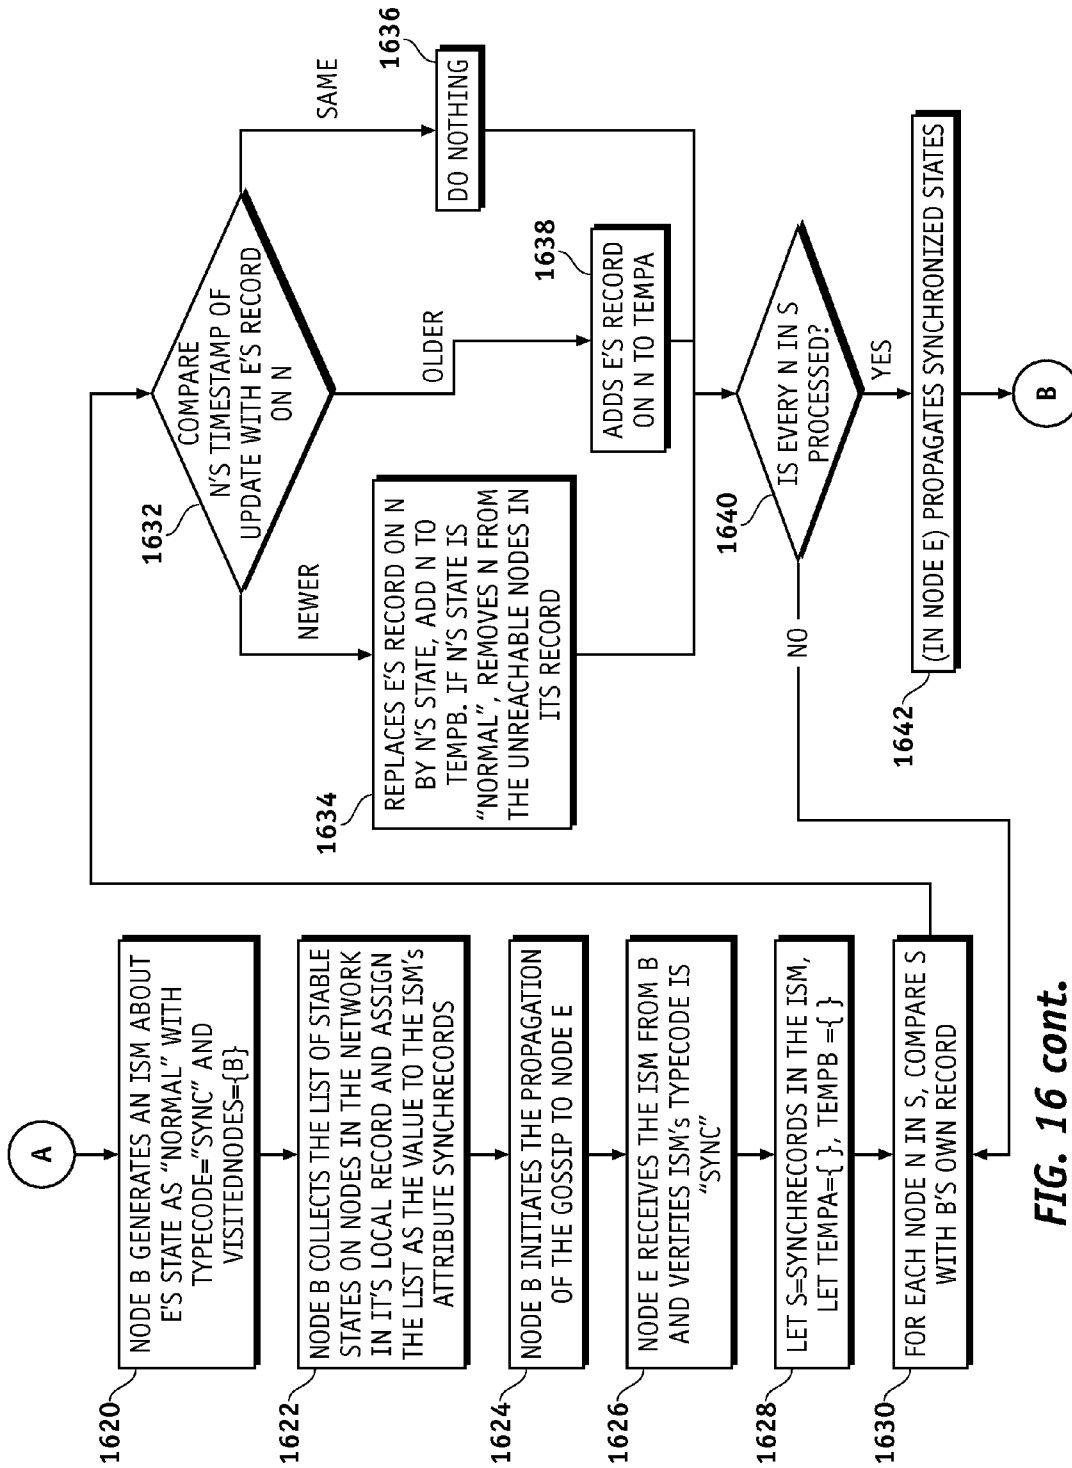 A
1620
NODE B GENERATES AN ISM ABOUT
E'S STATE AS "NORMAL" WITH
TYPECODE="SYNC" AND
VISITEDNODES={B}
1622
NODE B COLLECTS THE LIST OF STABLE
STATES ON NODES IN THE NETWORK
IN IT'S LOCAL RECORD AND ASSIGN
THE LIST AS THE VALUE TO THE ISM's
ATTRIBUTE SYNCHRECORDS
1624
NODE B INITIATES THE PROPAGATION
OF THE GOSSIP TO NODE E
1626
NODE E RECEIVES THE ISM FROM B
AND VERIFIES ISM's TYPECODE IS
"SYNC"
1628
LET S=SYNCHRECORDS IN THE ISM,
LET TEMPA={ }, TEMPB ={ }
1630
FOR EACH NODE N IN S, COMPARE S
WITH B'S OWN RECORD
1632
COMPARE
N'S TIMESTAMP OF
UPDATE WITH E'S RECORD
ON N
NEWER
OLDER
SAME
1634
REPLACES E'S RECORD ON N
BY N'S STATE, ADD N TO
TEMPB. IF N'S STATE IS
"NORMAL", REMOVES N FROM
THE UNREACHABLE NODES IN
ITS RECORD
1638
ADDS E'S RECORD
ON N TO TEMPA
1636
DO NOTHING
1640
IS EVERY N IN S
PROCESSED?
NO
YES
1642
(IN NODE E) PROPAGATES SYNCHRONIZED STATES
B
FIG. 16 cont.